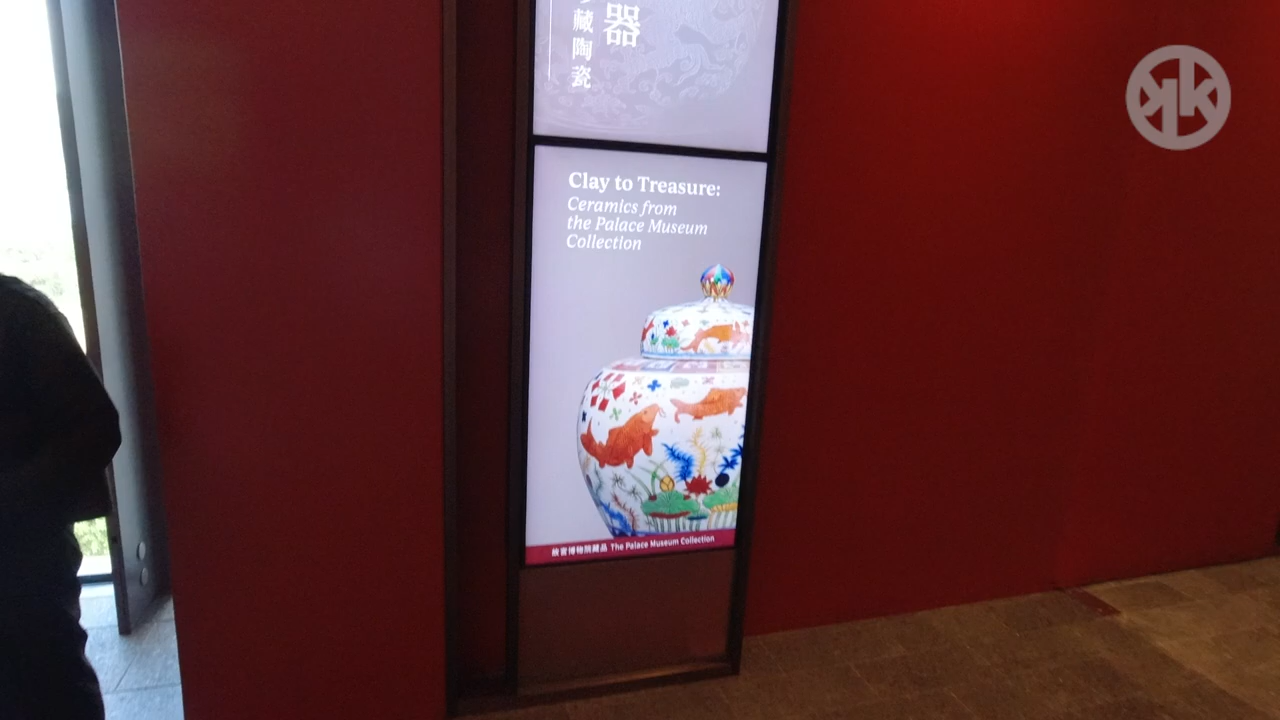 器
藏陶瓷
Clay to Treasure:
Ceramics from
the Palace Museum
Collection
故宮博物院藏品 The Palace Museum Collection